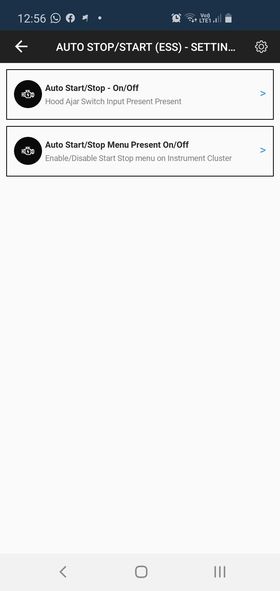 12:56
Vo)) LTE1
AUTO STOP/START (ESS) - SETTIN...
Auto Start/Stop - On/Off
Hood Ajar Switch Input Present Present
>
Auto Start/Stop Menu Present On/Off
Enable/Disable Start Stop menu on Instrument Cluster
>